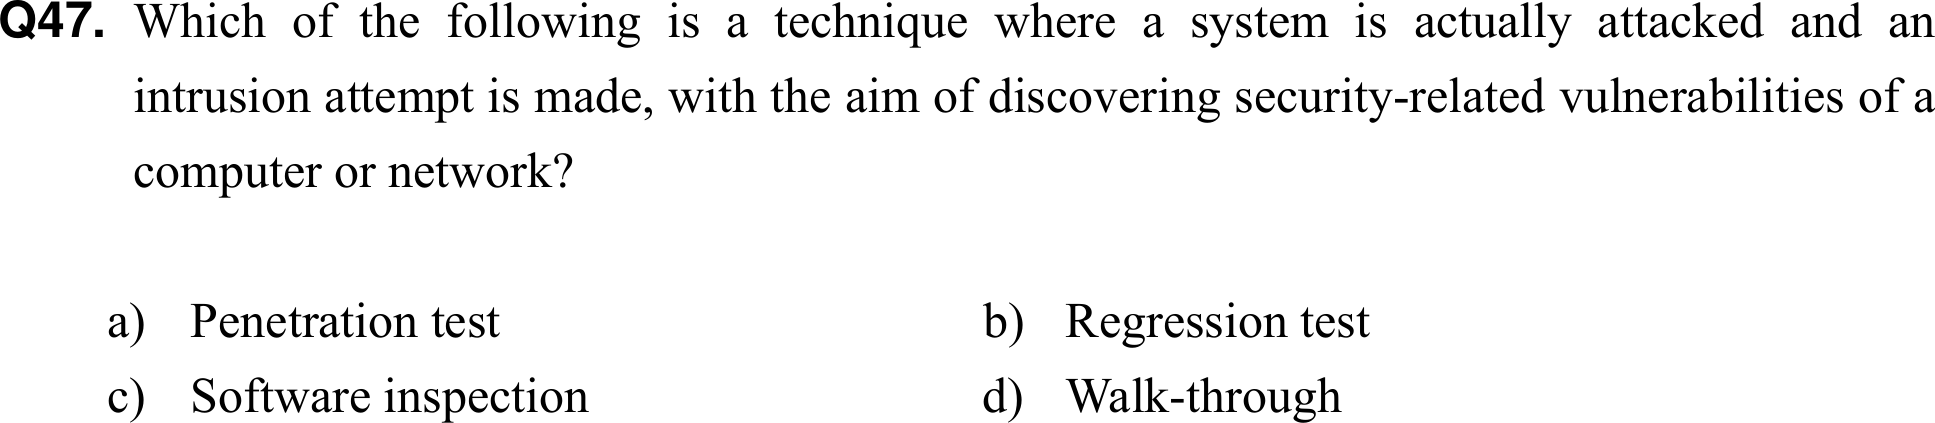 Q47. Which of the following is a technique where a system is actually attacked and an
intrusion attempt is made, with the aim of discovering security-related vulnerabilities of a
computer or network?
a) Penetration test b) Regression test
c) Software inspection d) Walk-through